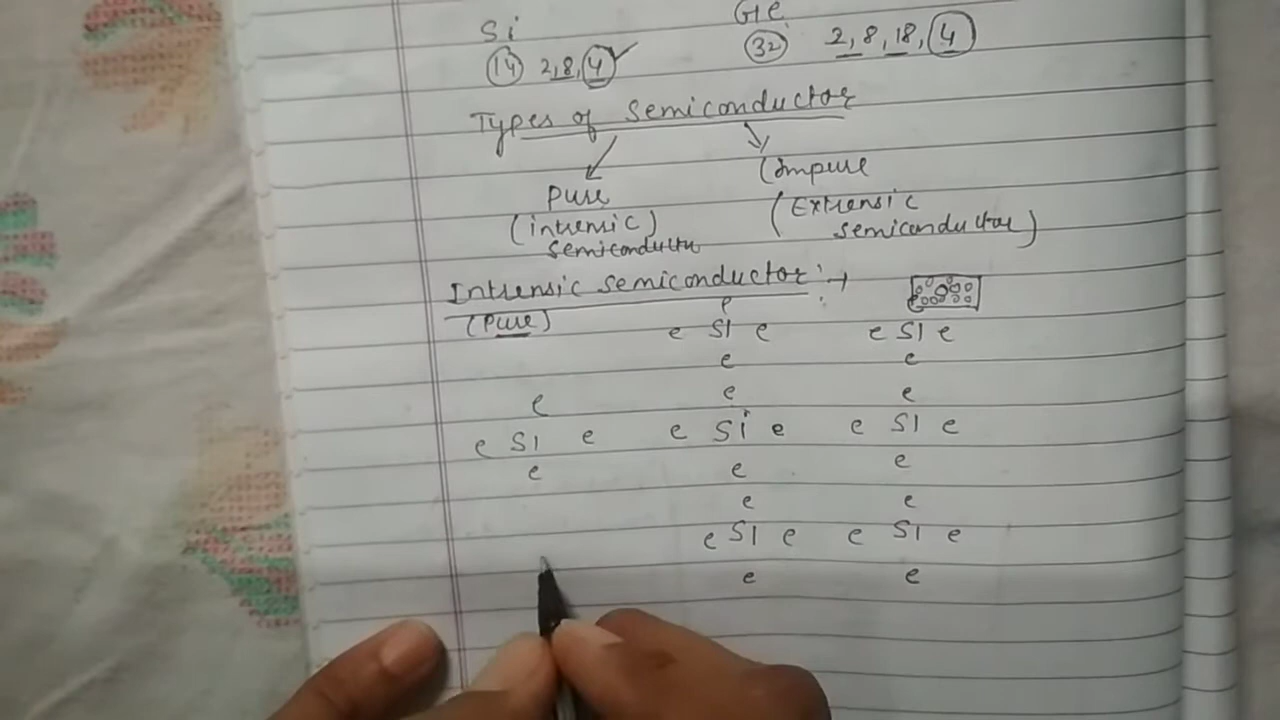 Si Ge
14 2,8,4 32 2,8,18,4
Types of Semiconductor
Pure Impure
(intrensic) (Extrensic
semiconductor semiconductor)
Intrensic semiconductor :→
(Pure)
e
e Si e e Si e
e e
e e e
e Si e e Si e e Si e
e e e
e e
e Si e e Si e
e e